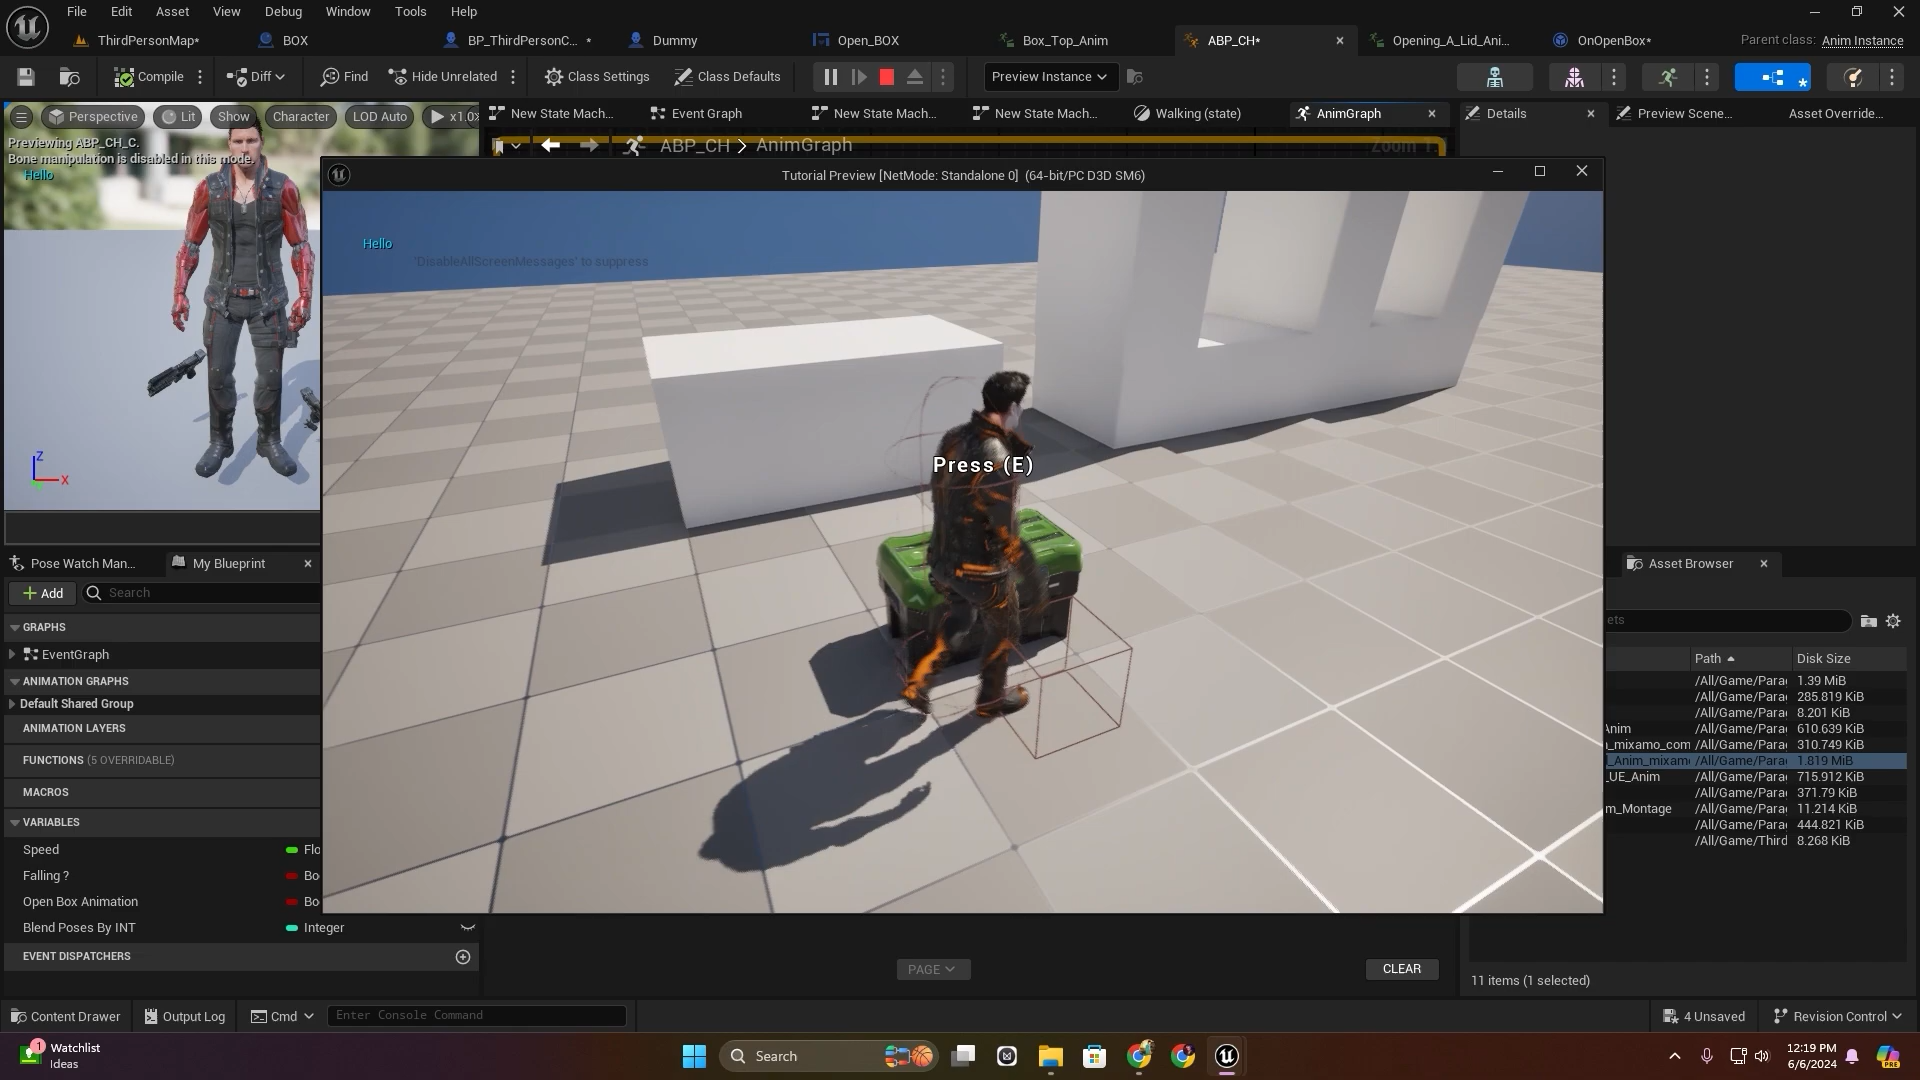 File Edit Asset View Debug Window Tools Help
ThirdPersonMap* BOX BP_ThirdPersonC... * Dummy Open_BOX Box_Top_Anim ABP_CH* Opening_A_Lid_Ani... OnOpenBox* Parent class: Anim Instance
Compile Diff Find Hide Unrelated Class Settings Class Defaults Preview Instance
Perspective Lit Show Character LOD Auto x1.0
New State Mach... Event Graph New State Mach... New State Mach... Walking (state) AnimGraph Details Preview Scene... Asset Override...
Previewing ABP_CH_C.
Bone manipulation is disabled in this mode.
Hello
ABP_CH > AnimGraph
Tutorial Preview [NetMode: Standalone 0] (64-bit/PC D3D SM6)
Hello
'DisableAllScreenMessages' to suppress
Press (E)
Z
X
Pose Watch Man... My Blueprint
Add Search
GRAPHS
EventGraph
ANIMATION GRAPHS
Default Shared Group
ANIMATION LAYERS
FUNCTIONS (5 OVERRIDABLE)
MACROS
VARIABLES
Speed Flo
Falling ? Bo
Open Box Animation Bo
Blend Poses By INT Integer
EVENT DISPATCHERS
Asset Browser
ets
Path Disk Size
/All/Game/Para 1.39 MiB
/All/Game/Para 285.819 KiB
/All/Game/Para 8.201 KiB
Anim /All/Game/Para 610.639 KiB
_mixamo_com /All/Game/Para 310.749 KiB
_Anim_mixam /All/Game/Para 1.819 MiB
_UE_Anim /All/Game/Para 715.912 KiB
/All/Game/Para 371.79 KiB
m_Montage /All/Game/Para 11.214 KiB
/All/Game/Para 444.821 KiB
/All/Game/Third 8.268 KiB
PAGE CLEAR
11 items (1 selected)
Content Drawer Output Log Cmd Enter Console Command 4 Unsaved Revision Control
1 Watchlist
Ideas
Search
12:19 PM
6/6/2024
PRE